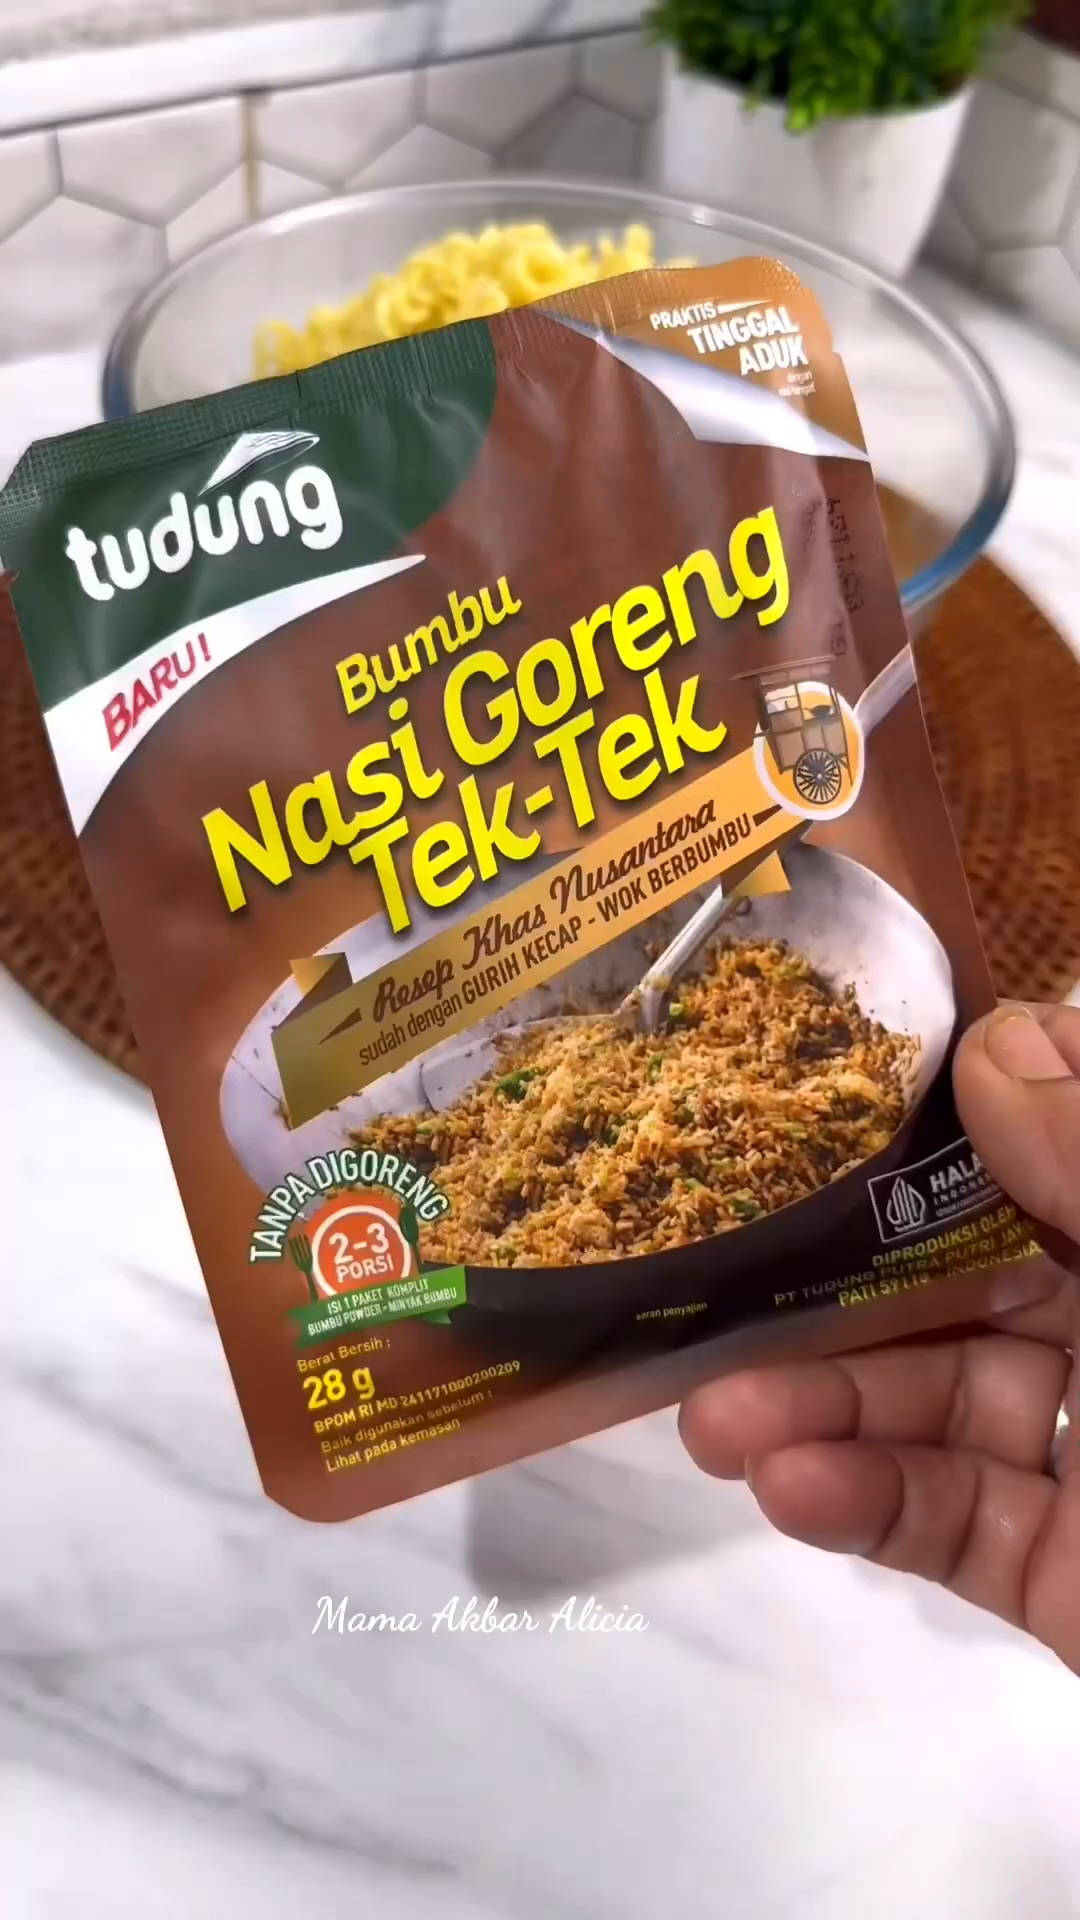 PRAKTIS
TINGGAL
ADUK
dengan
tudung
BARU!
Bumbu
Nasi Goreng
Tek-Tek
Resep Khas Nusantara
sudah dengan GURIH KECAP - WOK BERBUMBU
TANPA DIGORENG
2-3
PORSI
ISI 1 PAKET KOMPLIT
BUMBU POWDER - MINYAK BUMBU
saran penyajian
INDONES
DIPRODUKSI OLEH
PT TUDUNG PUTRA PUTRI
PATI INDONESIA
Berat Bersih :
28 g
BPOM RI MD 241171000200209
Baik digunakan sebelum :
Lihat pada kemasan
Mama Akbar Alicia